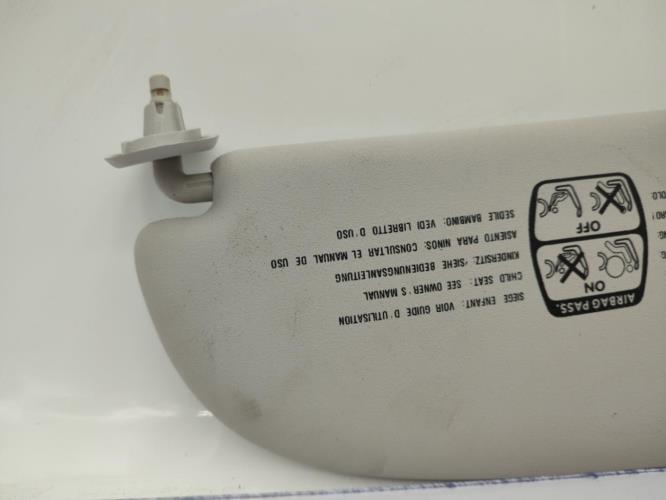 AIRBAG PASS.
ON
OFF
SIEGE ENFANT: VOIR GUIDE D'UTILISATION
CHILD SEAT: SEE OWNER'S MANUAL
KINDERSITZ: SIEHE BEDIENUNGSANLEITUNG
ASIENTO PARA NIÑOS: CONSULTAR EL MANUAL DE USO
SEDILE BAMBINO: VEDI LIBRETTO D'USO